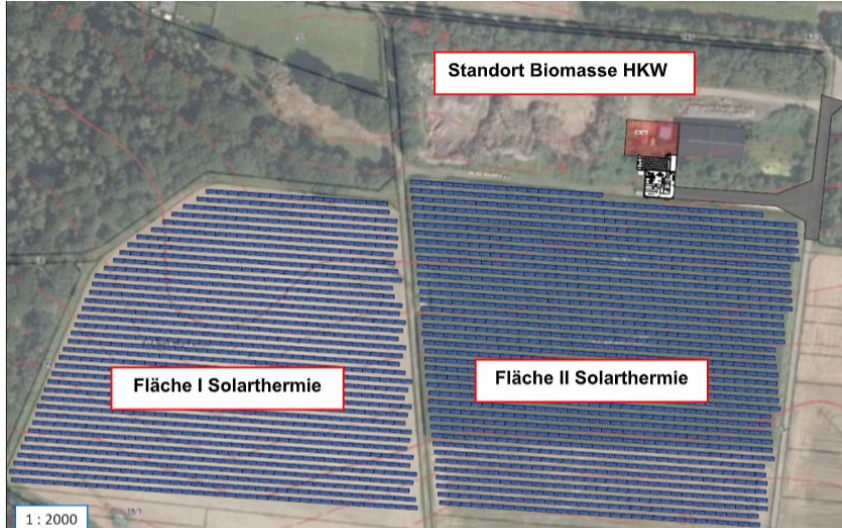 Standort Biomasse HKW
Fläche I Solarthermie
Fläche II Solarthermie
1 : 2000